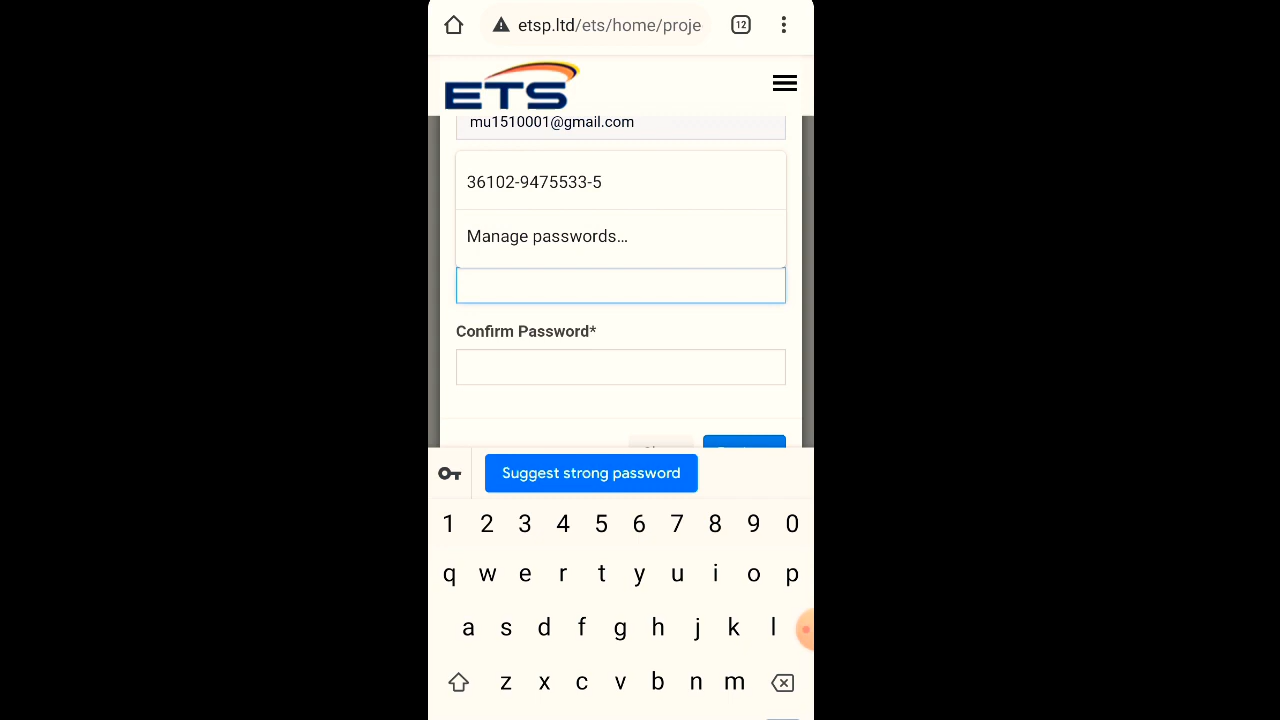 etsp.ltd/ets/home/proje
12
ETS
mu1510001@gmail.com
36102-9475533-5
Manage passwords...
Confirm Password*
Suggest strong password
1 2 3 4 5 6 7 8 9 0
q w e r t y u i o p
a s d f g h j k l
z x c v b n m